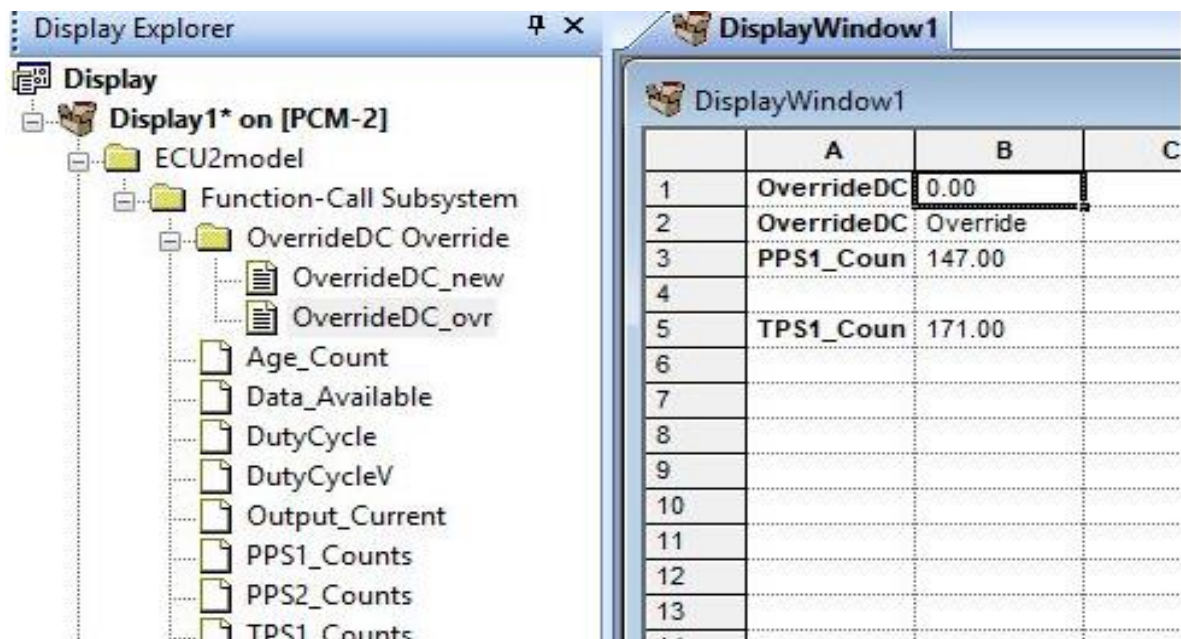 Display Explorer
Display
Display1* on [PCM-2]
ECU2model
Function-Call Subsystem
OverrideDC Override
OverrideDC_new
OverrideDC_ovr
Age_Count
Data_Available
DutyCycle
DutyCycleV
Output_Current
PPS1_Counts
PPS2_Counts
TPS1_Counts
DisplayWindow1
DisplayWindow1
A B C
1 OverrideDC 0.00
2 OverrideDC Override
3 PPS1_Coun 147.00
4
5 TPS1_Coun 171.00
6
7
8
9
10
11
12
13